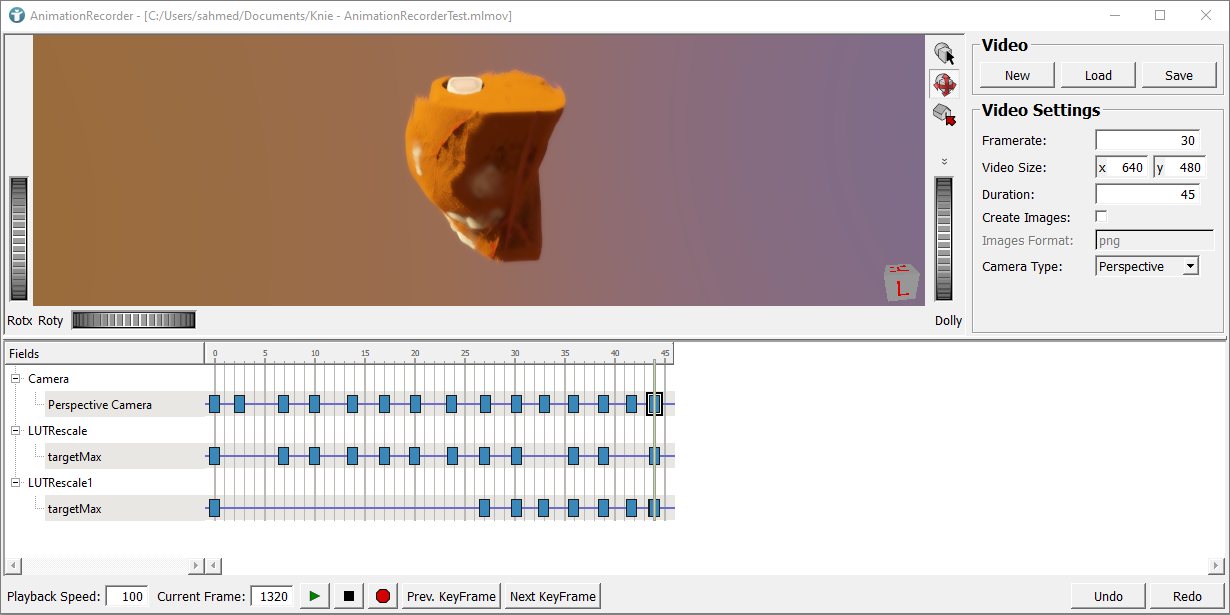 AnimationRecorder - [C:/Users/sahmed/Documents/Knie - AnimationRecorderTest.mlmov]
Video
New Load Save
Video Settings
Framerate: 30
Video Size: x 640 y 480
Duration: 45
Create Images:
Images Format: png
Camera Type: Perspective
L
Rotx Roty
Dolly
Fields 0 5 10 15 20 25 30 35 40 45
Camera
Perspective Camera
LUTRescale
targetMax
LUTRescale1
targetMax
Playback Speed: 100 Current Frame: 1320 Prev. KeyFrame Next KeyFrame Undo Redo